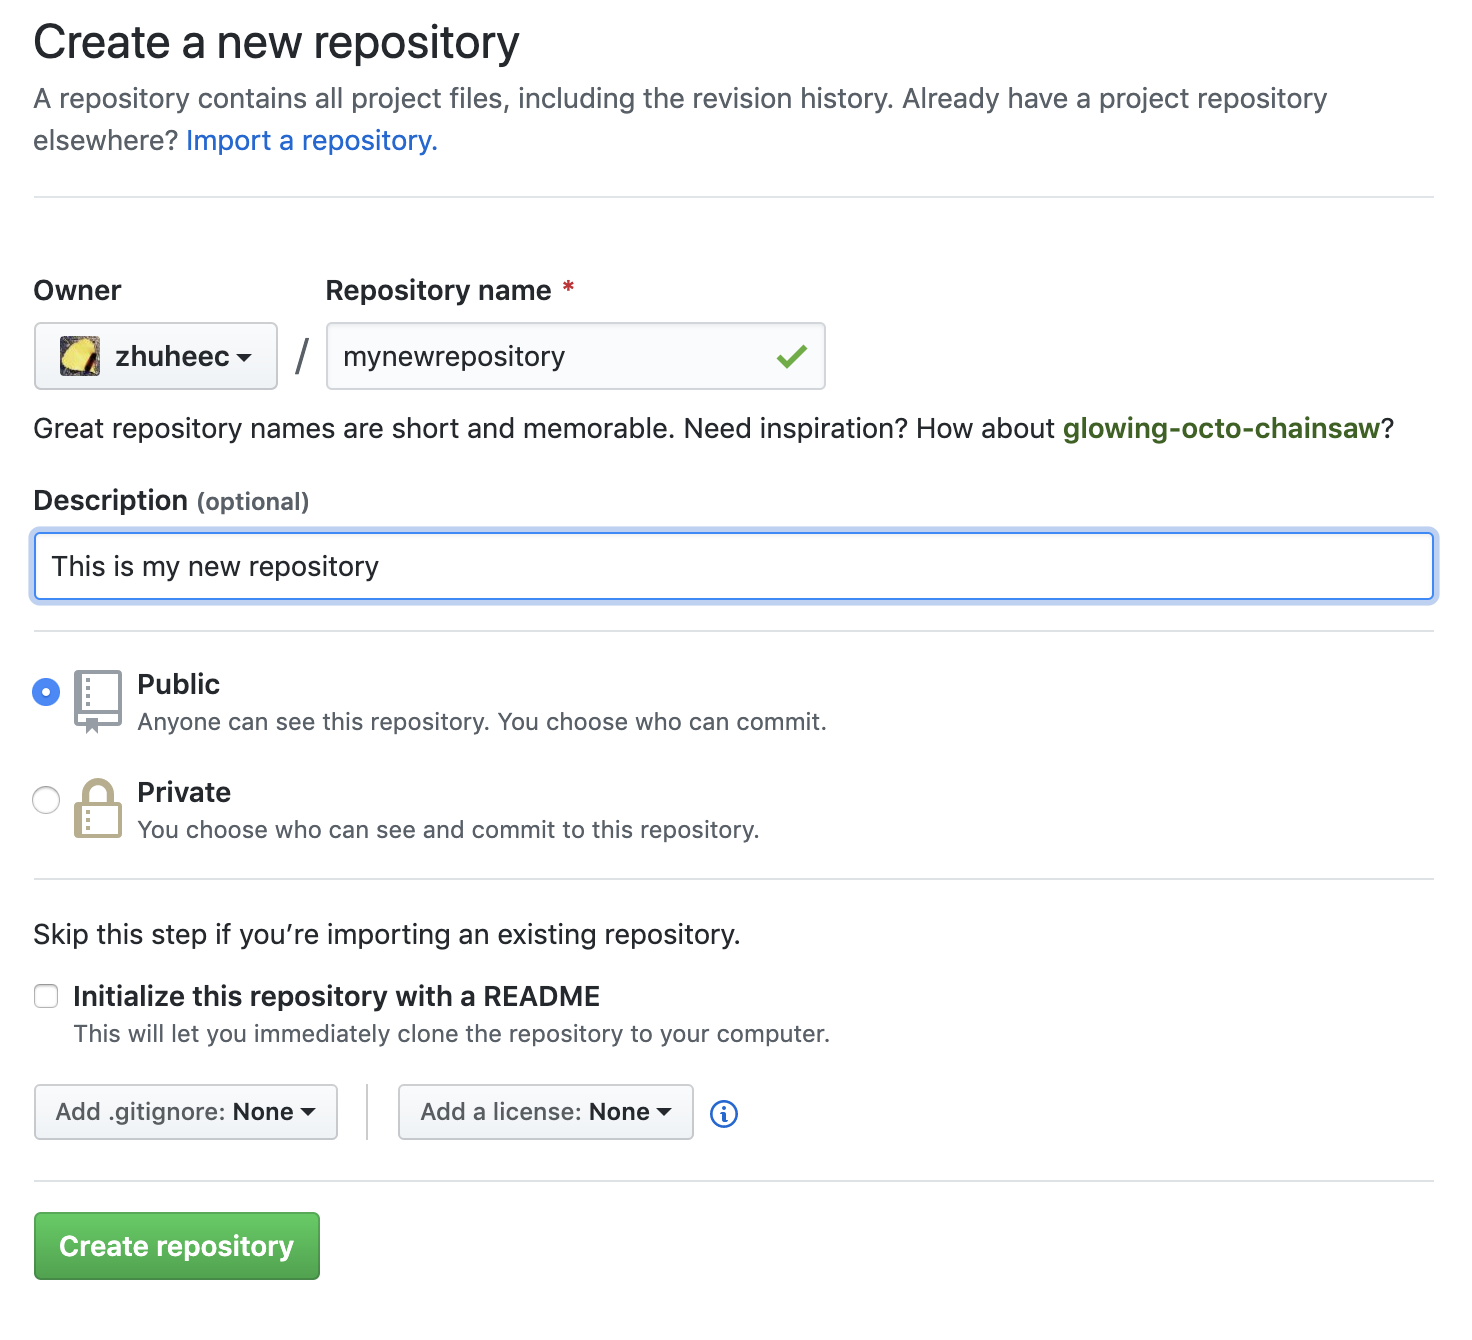 Create a new repository
A repository contains all project files, including the revision history. Already have a project repository
elsewhere? Import a repository.
Owner Repository name *
zhuheec / mynewrepository
Great repository names are short and memorable. Need inspiration? How about glowing-octo-chainsaw?
Description (optional)
This is my new repository
Public
Anyone can see this repository. You choose who can commit.
Private
You choose who can see and commit to this repository.
Skip this step if you’re importing an existing repository.
Initialize this repository with a README
This will let you immediately clone the repository to your computer.
Add .gitignore: None Add a license: None
Create repository